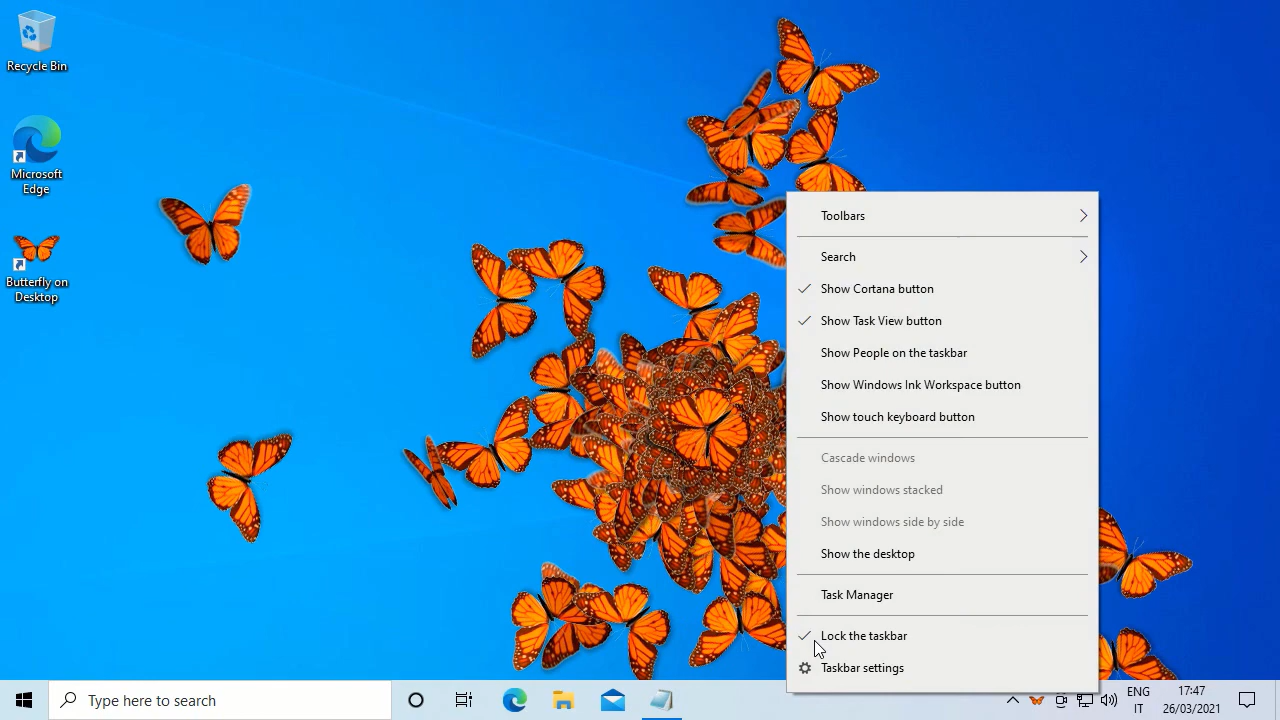 Recycle Bin
Microsoft
Edge
Butterfly on
Desktop
Toolbars
Search
Show Cortana button
Show Task View button
Show People on the taskbar
Show Windows Ink Workspace button
Show touch keyboard button
Cascade windows
Show windows stacked
Show windows side by side
Show the desktop
Task Manager
Lock the taskbar
Taskbar settings
Type here to search
ENG
IT
17:47
26/03/2021